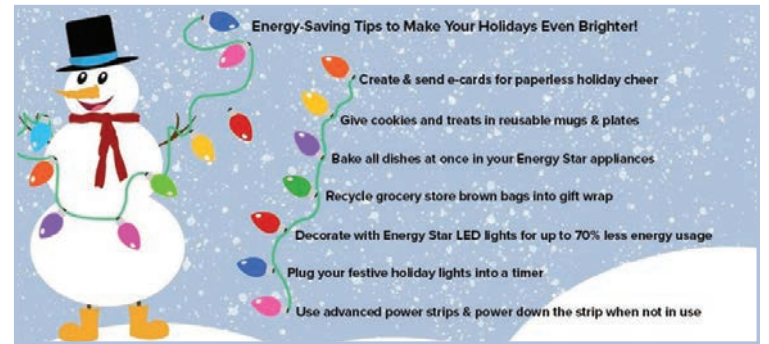 Energy-Saving Tips to Make Your Holidays Even Brighter!
Create & send e-cards for paperless holiday cheer
Give cookies and treats in reusable mugs & plates
Bake all dishes at once in your Energy Star appliances
Recycle grocery store brown bags into gift wrap
Decorate with Energy Star LED lights for up to 70% less energy usage
Plug your festive holiday lights into a timer
Use advanced power strips & power down the strip when not in use